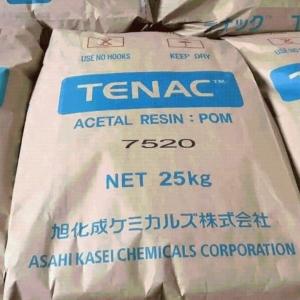 USE NO HOOKS
KEEP DRY
TENAC™
ACETAL RESIN : POM
7520
NET 25kg
旭化成ケミカルズ株式会社
ASAHI KASEI CHEMICALS CORPORATION